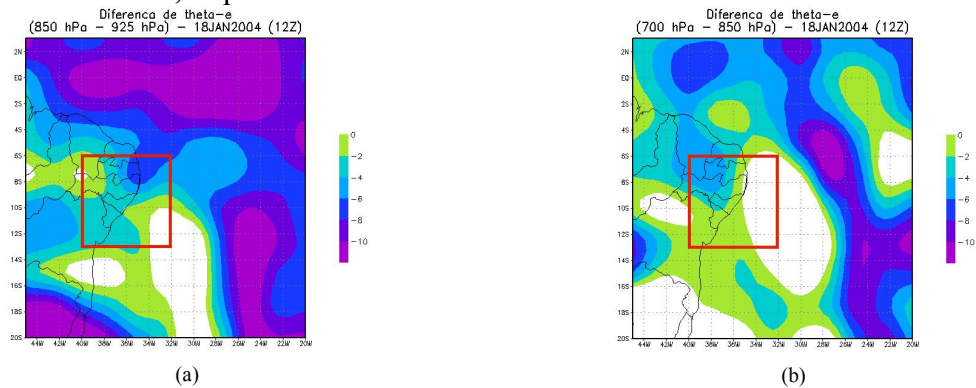 Diferenca de theta-e
(850 hPa - 925 hPa) - 18JAN2004 (12Z)
2N
EQ
2S
4S
6S
8S
10S
12S
14S
16S
18S
20S
44W 42W 40W 38W 36W 34W 32W 30W 28W 26W 24W 22W 20W
0
-2
-4
-6
-8
-10
(a)
Diferenca de theta-e
(700 hPa - 850 hPa) - 18JAN2004 (12Z)
2N
EQ
2S
4S
6S
8S
10S
12S
14S
16S
18S
20S
44W 42W 40W 38W 36W 34W 32W 30W 28W 26W 24W 22W 20W
0
-2
-4
-6
-8
-10
(b)